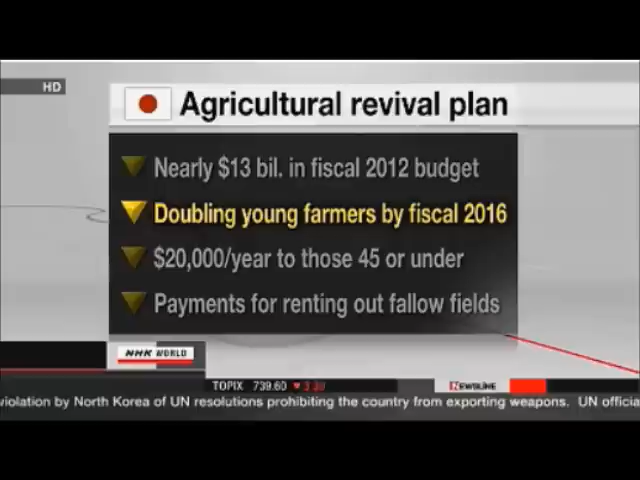 HD
Agricultural revival plan
Nearly $13 bil. in fiscal 2012 budget
Doubling young farmers by fiscal 2016
$20,000/year to those 45 or under
Payments for renting out fallow fields
NHK WORLD
TOPIX 739.60 ▼ 3.30
NEWSLINE
violation by North Korea of UN resolutions prohibiting the country from exporting weapons. UN officia